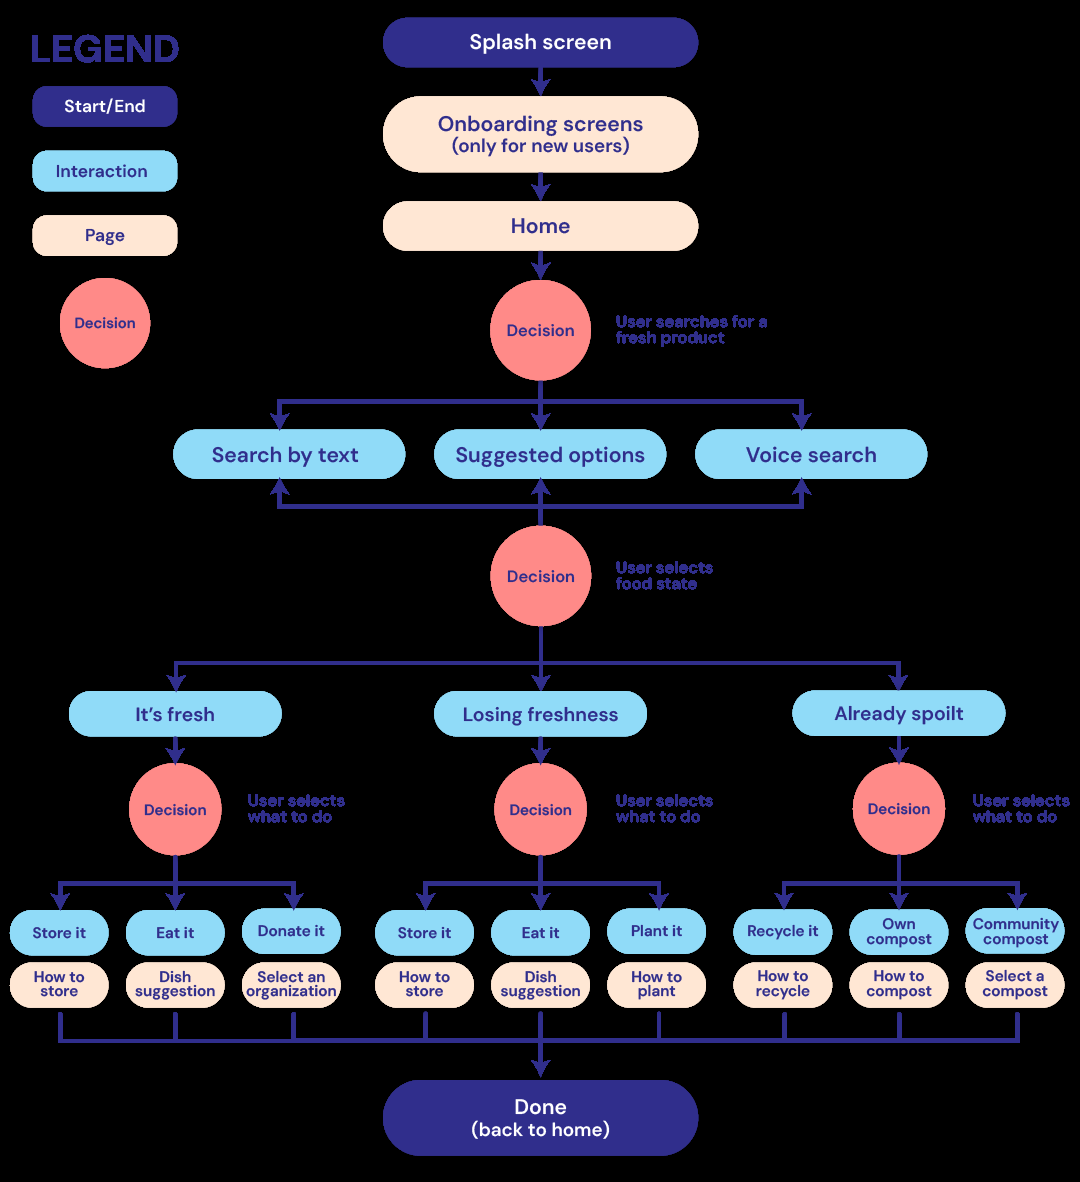 LEGEND
Start/End
Interaction
Page
Decision
Splash screen
Onboarding screens
(only for new users)
Home
Decision
User searches for a
fresh product
Search by text
Suggested options
Voice search
Decision
User selects
food state
It's fresh
Losing freshness
Already spoilt
Decision
User selects
what to do
Decision
User selects
what to do
Decision
User selects
what to do
Store it
Eat it
Donate it
Store it
Eat it
Plant it
Recycle it
Own
compost
Community
compost
How to
store
Dish
suggestion
Select an
organization
How to
store
Dish
suggestion
How to
plant
How to
recycle
How to
compost
Select a
compost
Done
(back to home)